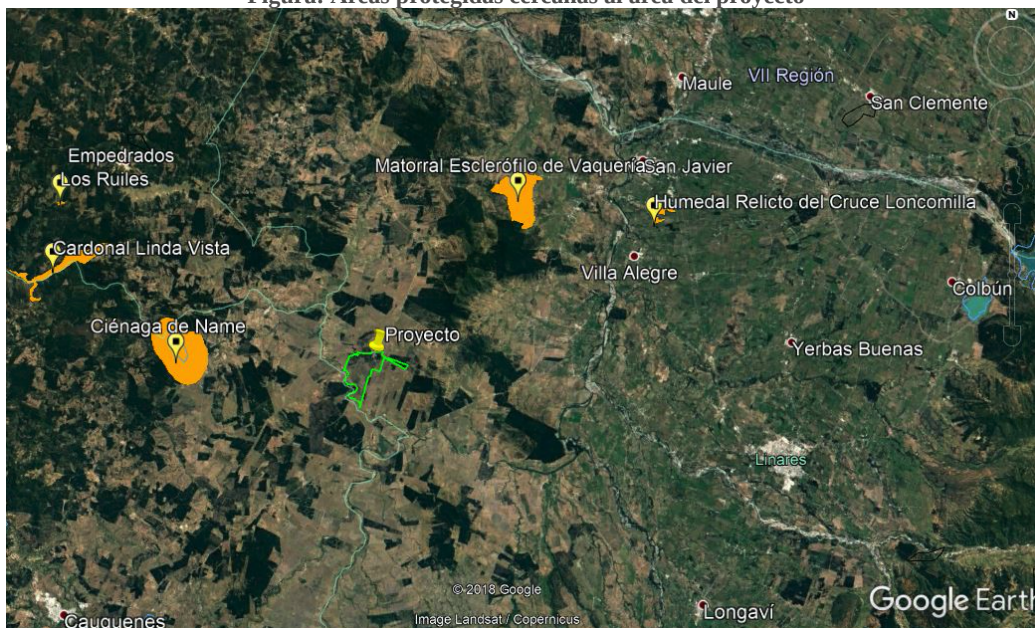 Figura: Áreas protegidas cercanas al área del proyecto
N
Maule
VII Región
San Clemente
Empedrados
Los Ruiles
Matorral Esclerófilo de Vaquería
San Javier
Humedal Relicto del Cruce Loncomilla
Cardonal Linda Vista
Villa Alegre
Colbún
Ciénaga de Name
Proyecto
Yerbas Buenas
Linares
© 2018 Google
Image Landsat / Copernicus
Google Earth
Longaví
Cauquenes